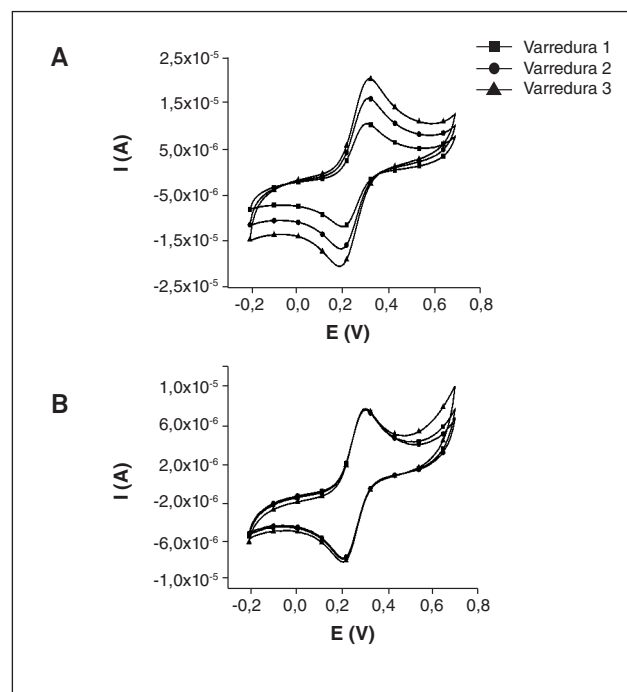 A
Varredura 1
Varredura 2
Varredura 3
I (A)
2,5x10⁻⁵
1,5x10⁻⁵
5,0x10⁻⁶
-5,0x10⁻⁶
-1,5x10⁻⁵
-2,5x10⁻⁵
-0,2 0,0 0,2 0,4 0,6 0,8
E (V)
B
I (A)
1,0x10⁻⁵
6,0x10⁻⁶
2,0x10⁻⁶
-2,0x10⁻⁶
-6,0x10⁻⁶
-1,0x10⁻⁵
-0,2 0,0 0,2 0,4 0,6 0,8
E (V)